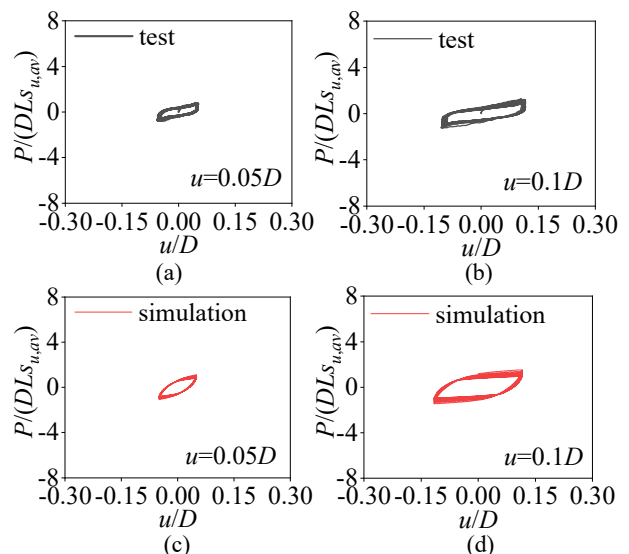 8
test
4
P/(DLs_{u,av})
0
-4
u=0.05D
-8
-0.30 -0.15 0.00 0.15 0.30
u/D
(a)
8
test
4
P/(DLs_{u,av})
0
-4
u=0.1D
-8
-0.30 -0.15 0.00 0.15 0.30
u/D
(b)
8
simulation
4
P/(DLs_{u,av})
0
-4
u=0.05D
-8
-0.30 -0.15 0.00 0.15 0.30
u/D
(c)
8
simulation
4
P/(DLs_{u,av})
0
-4
u=0.1D
-8
-0.30 -0.15 0.00 0.15 0.30
u/D
(d)